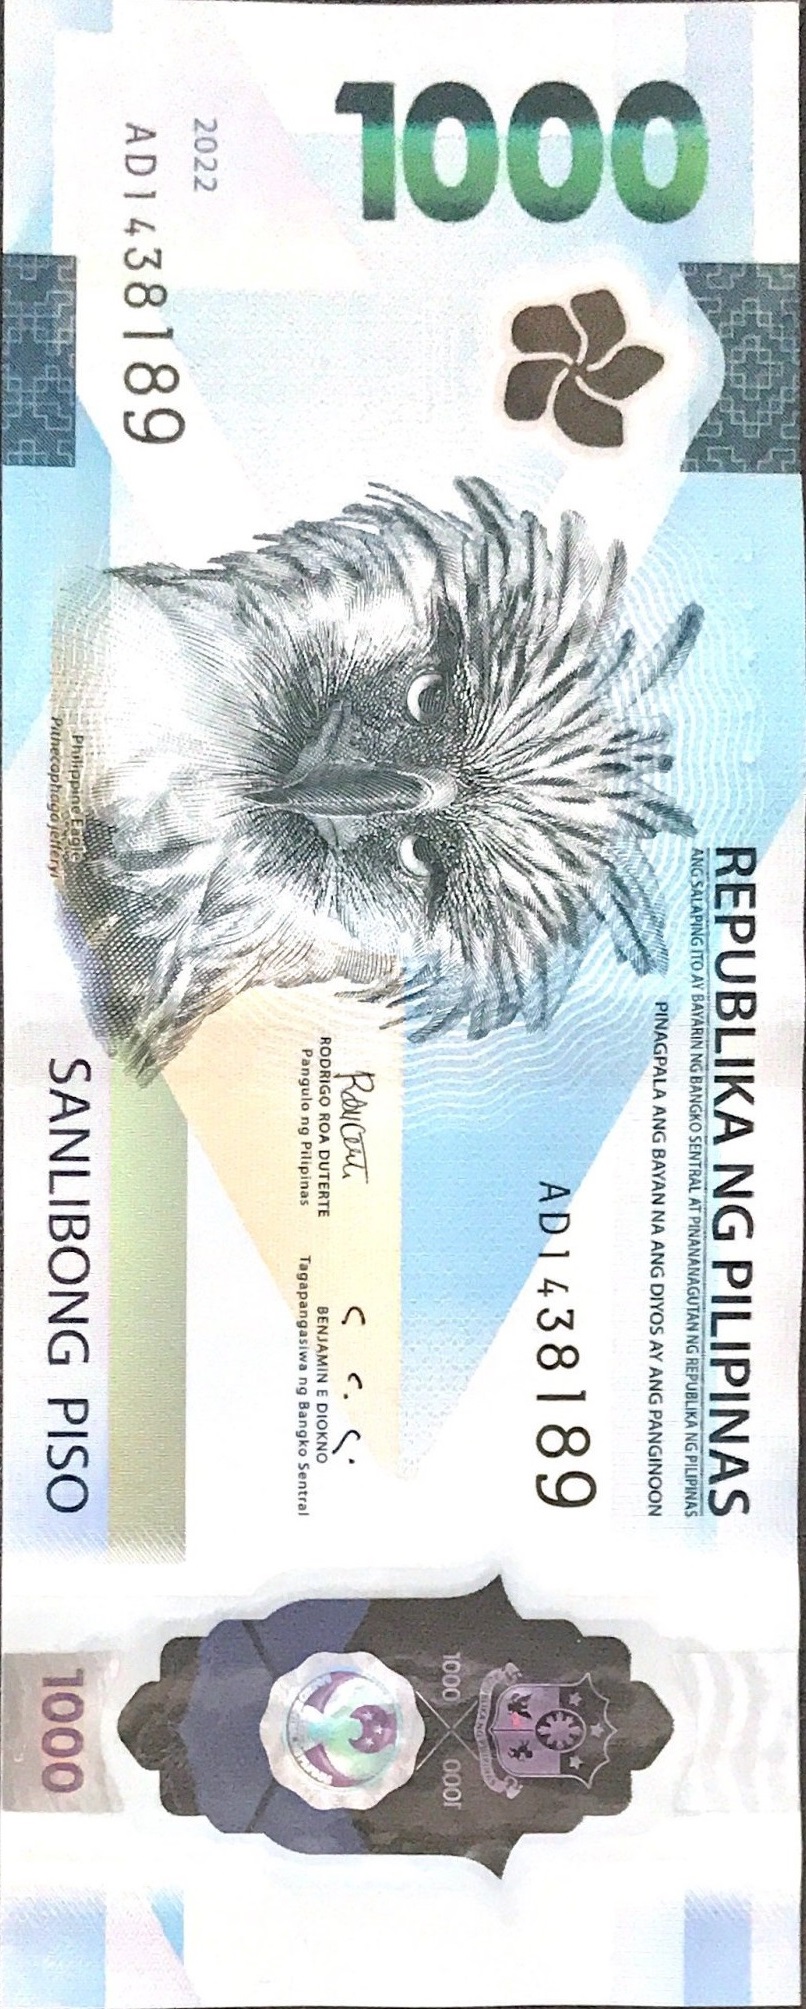 1000
2022
AD1438189
REPUBLIKA NG PILIPINAS
ANG SALAPING ITO AY BAYARIN NG BANGKO SENTRAL AT PINANANAGUTAN NG REPUBLIKA NG PILIPINAS
PINAGPALA ANG BAYAN NA ANG DIYOS AY ANG PANGINOON
AD1438189
RODRIGO ROA DUTERTE
Pangulo ng Pilipinas
BENJAMIN E DIOKNO
Tagapangasiwa ng Bangko Sentral
Philippine Eagle
Pithecophaga jefferyi
SANLIBONG PISO
1000
1000
1000